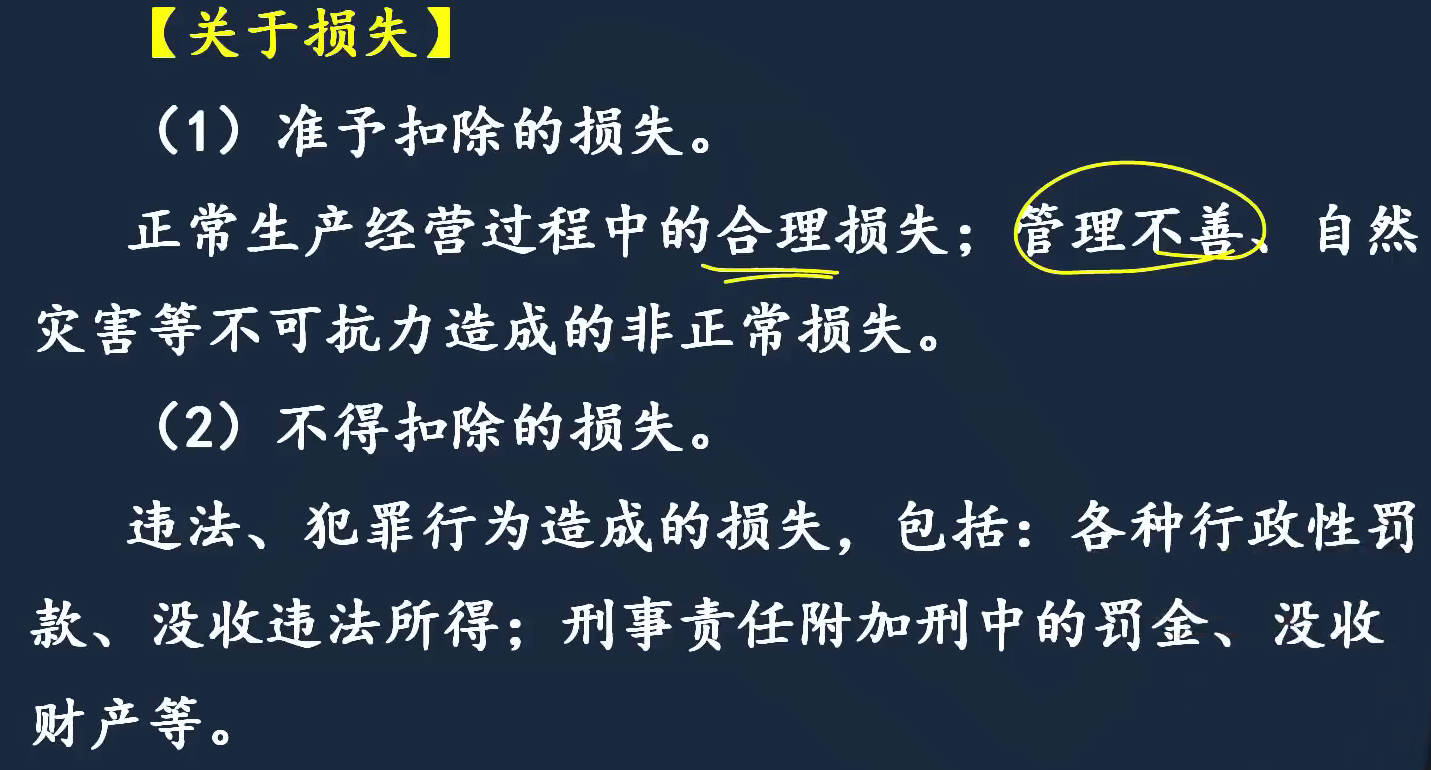 【关于损失】
（1）准予扣除的损失。
正常生产经营过程中的合理损失；管理不善、自然
灾害等不可抗力造成的非正常损失。
（2）不得扣除的损失。
违法、犯罪行为造成的损失，包括：各种行政性罚
款、没收违法所得；刑事责任附加刑中的罚金、没收
财产等。